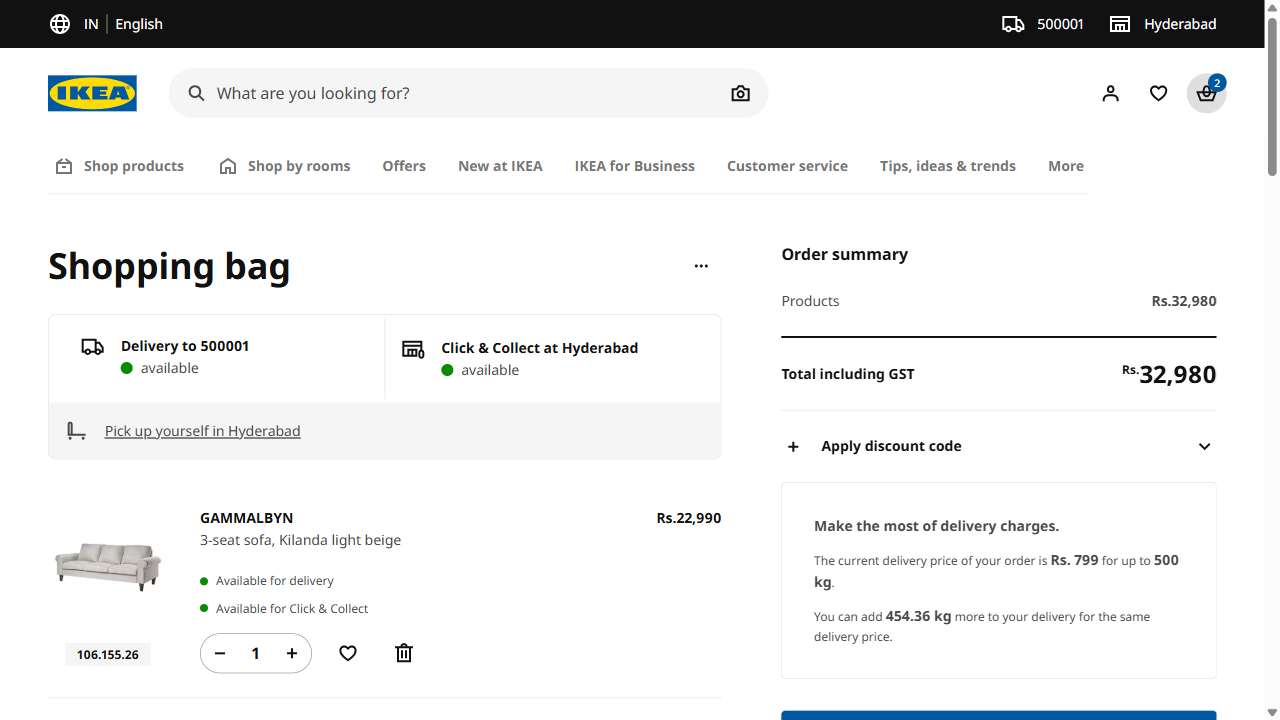 IN English
500001
Hyderabad
IKEA
What are you looking for?
2
Shop products
Shop by rooms
Offers
New at IKEA
IKEA for Business
Customer service
Tips, ideas & trends
More
Shopping bag
Delivery to 500001
available
Click & Collect at Hyderabad
available
Pick up yourself in Hyderabad
GAMMALBYN
Rs.22,990
3-seat sofa, Kilanda light beige
Available for delivery
Available for Click & Collect
106.155.26
1
Order summary
Products
Rs.32,980
Total including GST
Rs.32,980
Apply discount code
Make the most of delivery charges.
The current delivery price of your order is Rs. 799 for up to 500
kg.
You can add 454.36 kg more to your delivery for the same
delivery price.